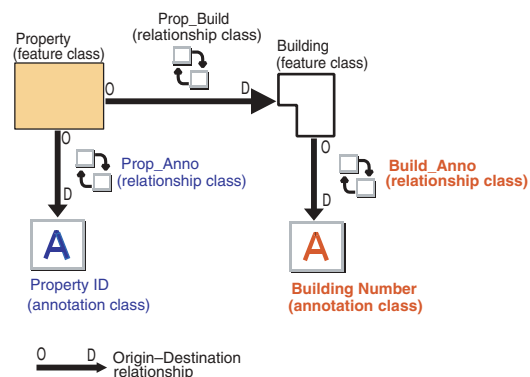 Prop_Build
(relationship class)
Property
(feature class)
Building
(feature class)
O
D
O
O
Prop_Anno
(relationship class)
Build_Anno
(relationship class)
D
D
A
A
Property ID
(annotation class)
Building Number
(annotation class)
O
D
Origin–Destination
relationship